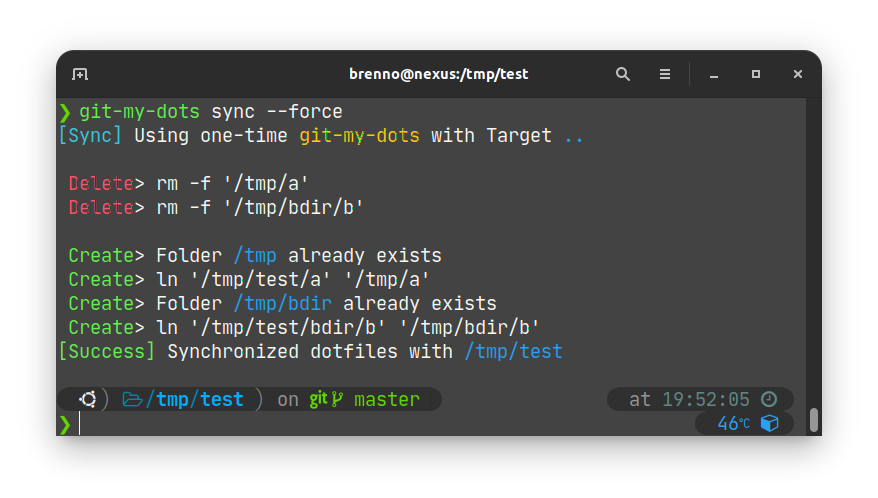 brenno@nexus:/tmp/test
❯ git-my-dots sync --force
[Sync] Using one-time git-my-dots with Target ..
Delete> rm -f '/tmp/a'
Delete> rm -f '/tmp/bdir/b'
Create> Folder /tmp already exists
Create> ln '/tmp/test/a' '/tmp/a'
Create> Folder /tmp/bdir already exists
Create> ln '/tmp/test/bdir/b' '/tmp/bdir/b'
[Success] Synchronized dotfiles with /tmp/test
/tmp/test on git master at 19:52:05
❯ 46°C